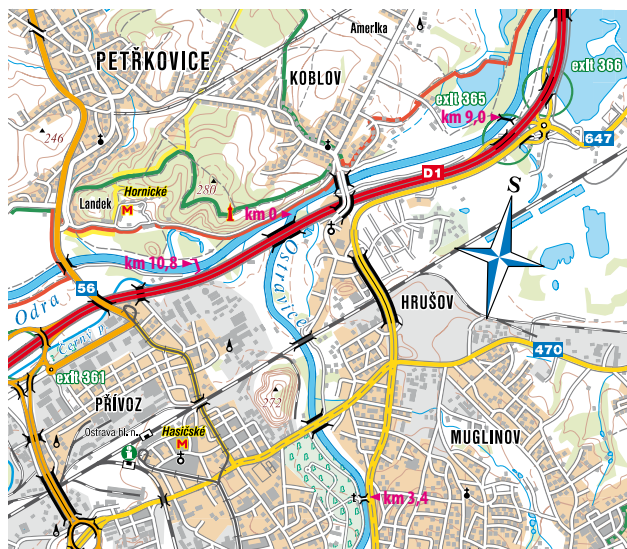 Amerika
PETŘKOVICE
KOBLOV
exit 366
exit 365
km 9,0
246
647
D1
280
Hornické
M
Landek
km 0
S
km 10,8
Ostravice
56
Odra
HRUŠOV
Černý p.
470
exit 361
272
PŘÍVOZ
Ostrava hl. n.
Hasičské
M
i
MUGLINOV
km 3,4